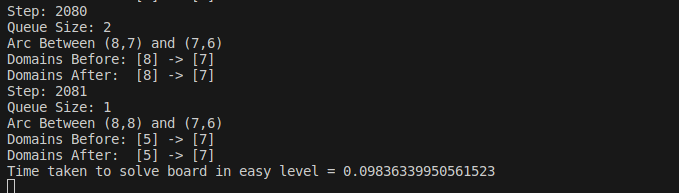 Step: 2080
Queue Size: 2
Arc Between (8,7) and (7,6)
Domains Before: [8] -> [7]
Domains After:  [8] -> [7]
Step: 2081
Queue Size: 1
Arc Between (8,8) and (7,6)
Domains Before: [5] -> [7]
Domains After:  [5] -> [7]
Time taken to solve board in easy level = 0.09836339950561523